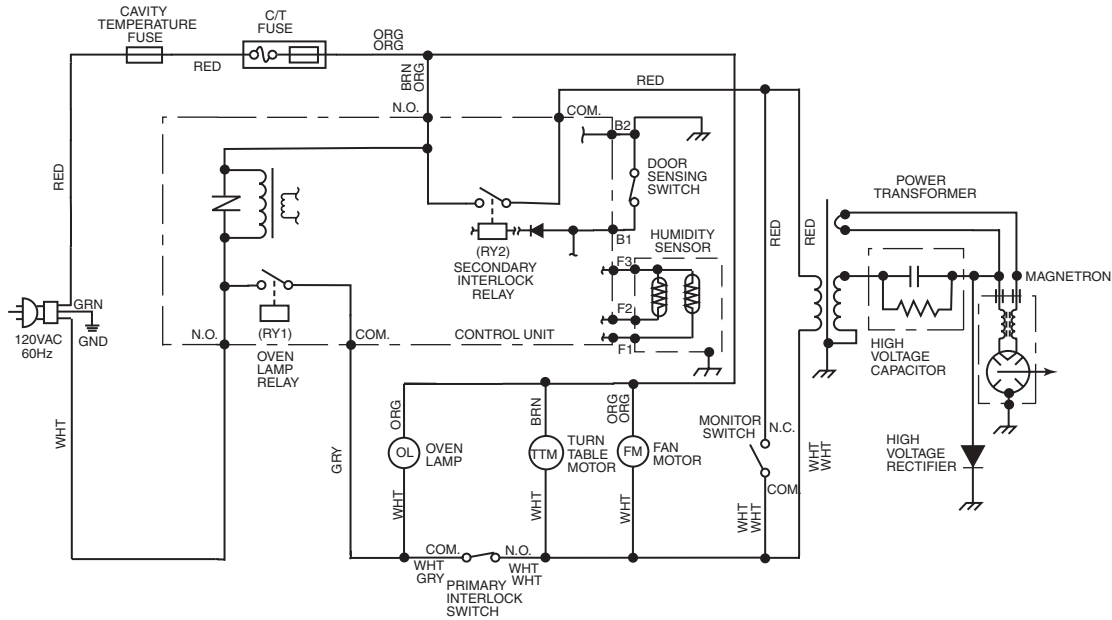 CAVITY
TEMPERATURE
FUSE
C/T
FUSE
RED
ORG
ORG
BRN
ORG
RED
N.O.
COM.
B2
DOOR
SENSING
SWITCH
POWER
TRANSFORMER
RED
B1
(RY2)
SECONDARY
INTERLOCK
RELAY
HUMIDITY
SENSOR
RED
RED
F3
MAGNETRON
GRN
GND
120VAC
60Hz
F2
F1
(RY1)
N.O.
COM.
CONTROL UNIT
OVEN
LAMP
RELAY
HIGH
VOLTAGE
CAPACITOR
WHT
GRY
ORG
BRN
ORG
ORG
MONITOR
SWITCH
N.C.
OL
OVEN
LAMP
TTM
TURN
TABLE
MOTOR
FM
FAN
MOTOR
WHT
WHT
HIGH
VOLTAGE
RECTIFIER
COM.
WHT
WHT
WHT
WHT
WHT
COM.
N.O.
WHT
GRY
WHT
WHT
PRIMARY
INTERLOCK
SWITCH